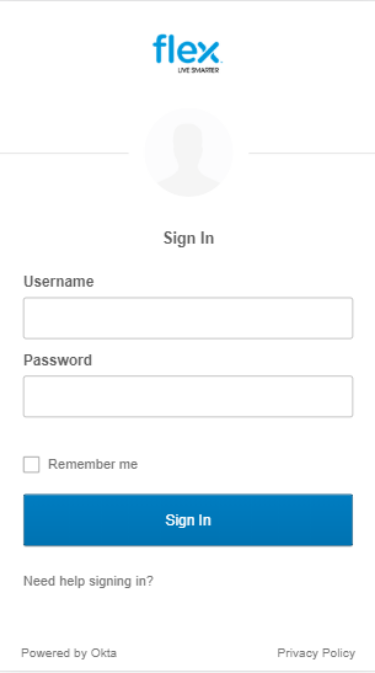 flex
LIVE SMARTER
Sign In
Username
Password
Remember me
Sign In
Need help signing in?
Powered by Okta
Privacy Policy